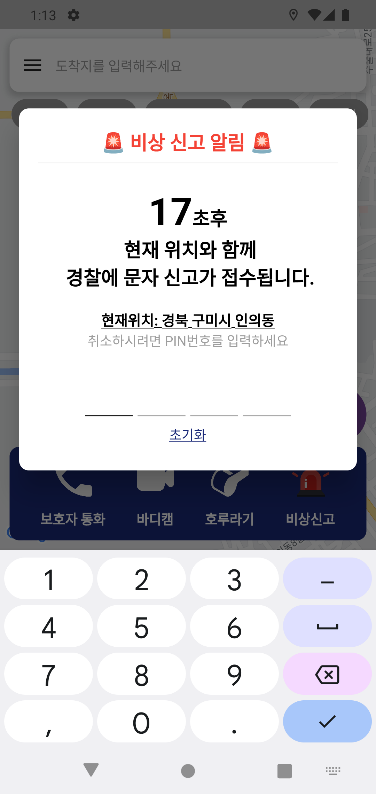 1:13
도착지를 입력해주세요
🚨 비상 신고 알림 🚨
17초후
현재 위치와 함께
경찰에 문자 신고가 접수됩니다.
현재위치: 경북 구미시 인의동
취소하시려면 PIN번호를 입력하세요
초기화
보호자 통화
바디캠
호루라기
비상신고
1
2
3
–
4
5
6
7
8
9
,
0
.